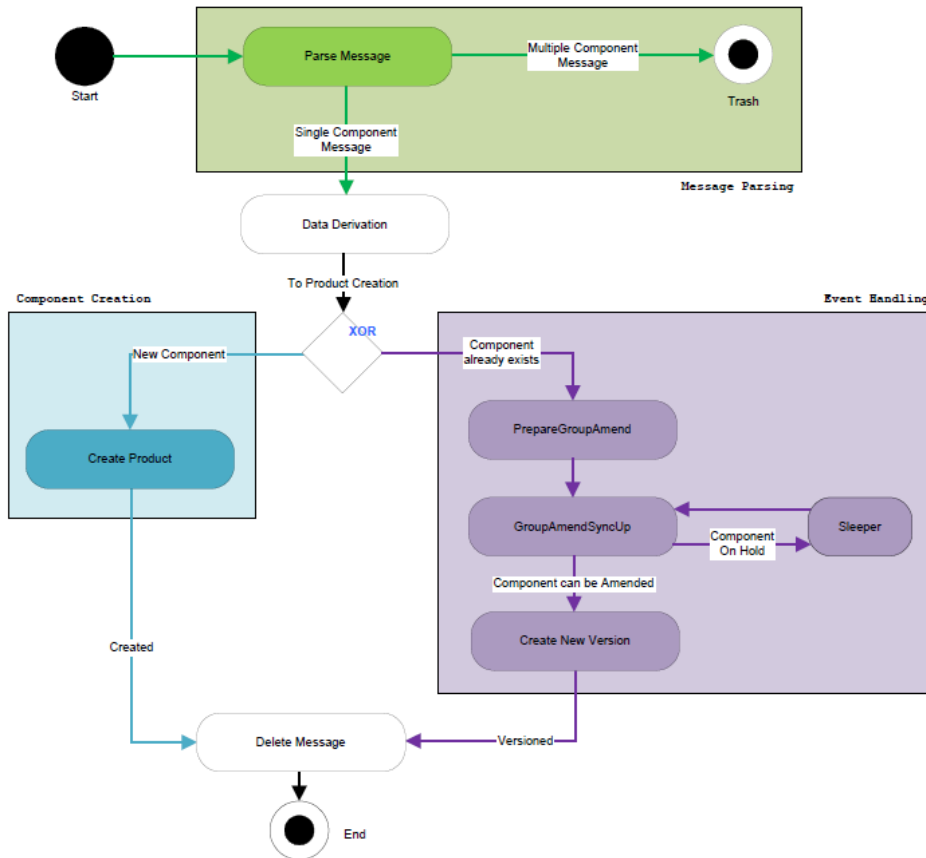 Start
Parse Message
Multiple Component
Message
Trash
Single Component
Message
Message Parsing
Data Derivation
To Product Creation
Component Creation
Event Handling
XOR
New Component
Component
already exists
PrepareGroupAmend
Create Product
GroupAmendSyncUp
Sleeper
Component
On Hold
Component can be Amended
Create New Version
Created
Delete Message
Versioned
End